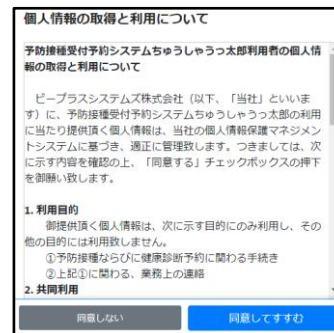 個人情報の取得と利用について
予防接種受付予約システムちゅうしゃうっ太郎利用者の個人情
報の取得と利用について
ビープラスシステムズ株式会社（以下、「当社」といいま
す）に、予防接種受付予約システムちゅうしゃうっ太郎の利用
に当たり提供頂く個人情報は、当社の個人情報保護マネジメン
トシステムに基づき、適正に管理致します。つきましては、次
に示す内容を確認の上、「同意する」チェックボックスの押下
を御願い致します。
1. 利用目的
御提供頂く個人情報は、次に示す目的にのみ利用し、その
他の目的には利用致しません。
①予防接種ならびに健康診断予約に関わる手続き
②上記①に関わる、業務上の連絡
2. 共同利用
同意しない
同意してすすむ